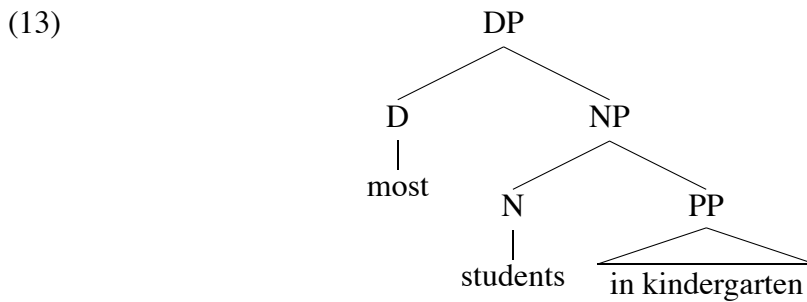 (13) DP
D NP
most
N PP
students in kindergarten